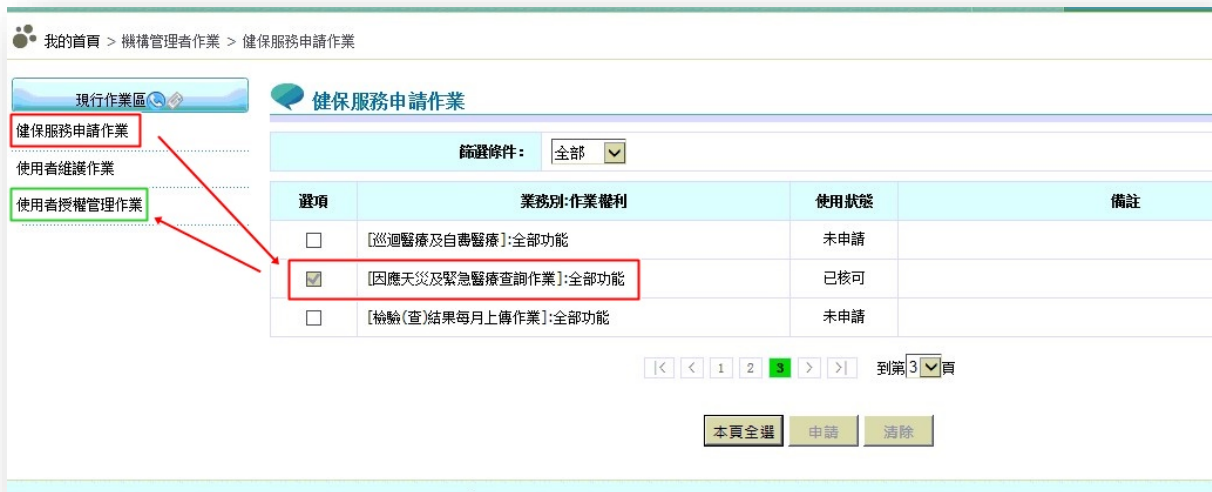 我的首頁 > 機構管理者作業 > 健保服務申請作業
現行作業區
健保服務申請作業
使用者維護作業
使用者授權管理作業
健保服務申請作業
篩選條件： 全部
選項 業務別:作業權利 使用狀態 備註
[巡迴醫療及自費醫療]:全部功能 未申請
[因應天災及緊急醫療查詢作業]:全部功能 已核可
[檢驗(查)結果每月上傳作業]:全部功能 未申請
|< < 1 2 3 > >| 到第 3 頁
本頁全選 申請 清除